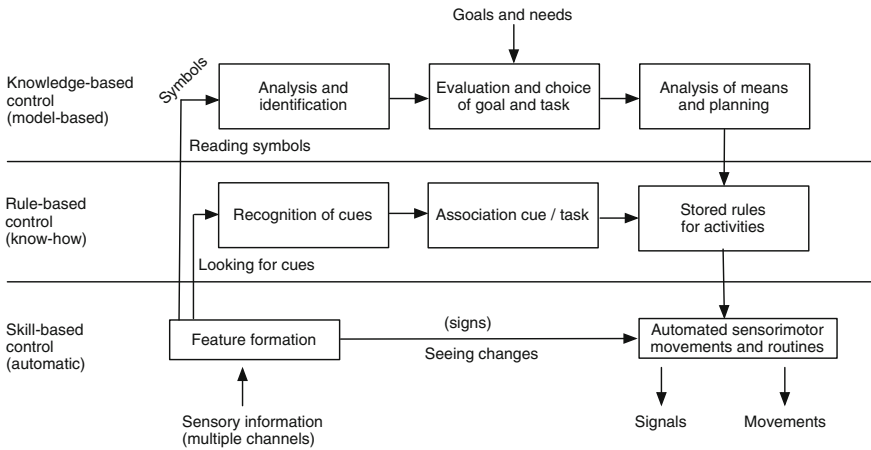 Goals and needs
Knowledge-based
control
(model-based)
Symbols
Analysis and
identification
Evaluation and choice
of goal and task
Analysis of means
and planning
Reading symbols
Rule-based
control
(know-how)
Recognition of cues
Association cue / task
Stored rules
for activities
Looking for cues
Skill-based
control
(automatic)
Feature formation
(signs)
Seeing changes
Automated sensorimotor
movements and routines
Sensory information
(multiple channels)
Signals
Movements